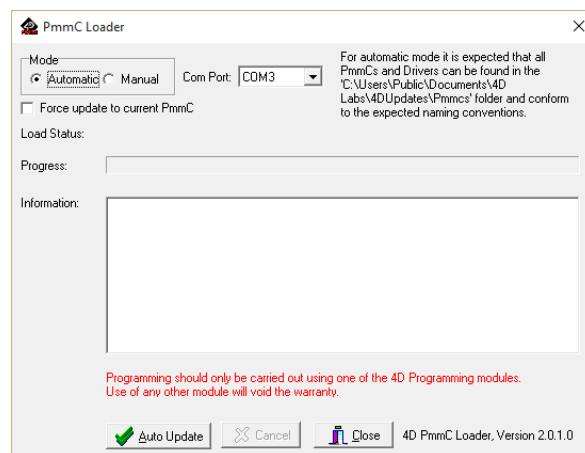 PmmC Loader
Mode
Automatic Manual
Com Port: COM3
For automatic mode it is expected that all
PmmCs and Drivers can be found in the
'C:\Users\Public\Documents\4D
Labs\4DUpdates\Pmmcs' folder and conform
to the expected naming conventions.
Force update to current PmmC
Load Status:
Progress:
Information:
Programming should only be carried out using one of the 4D Programming modules.
Use of any other module will void the warranty.
Auto Update Cancel Close 4D PmmC Loader, Version 2.0.1.0